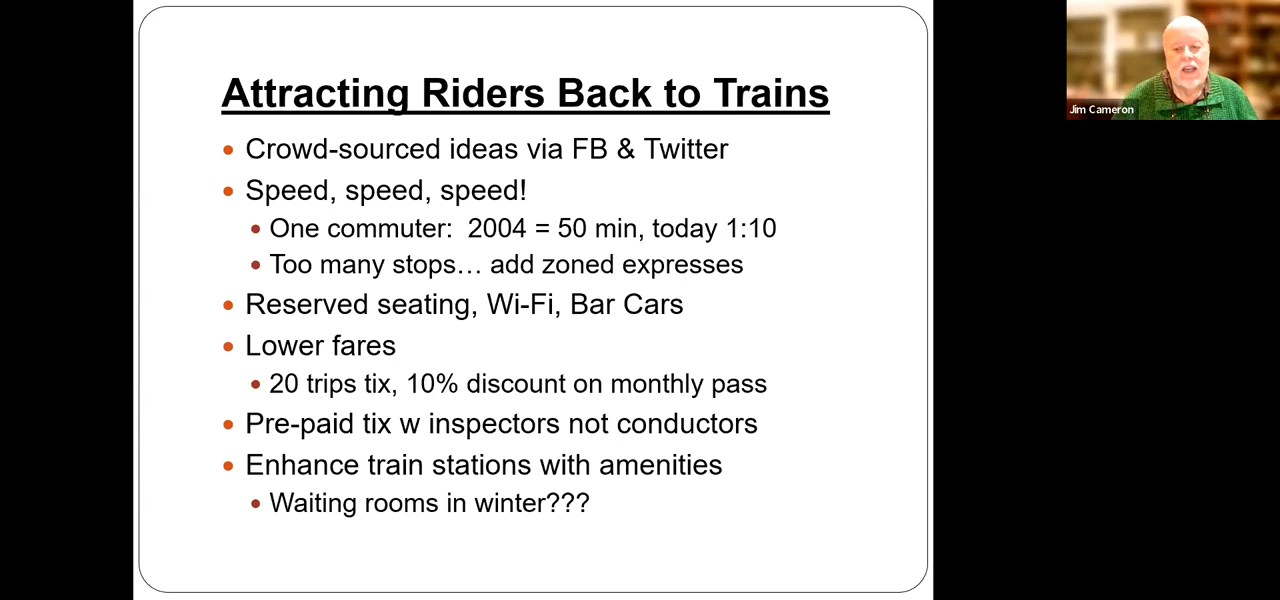 Attracting Riders Back to Trains
Jim Cameron
• Crowd-sourced ideas via FB & Twitter
• Speed, speed, speed!
• One commuter:  2004 = 50 min, today 1:10
• Too many stops… add zoned expresses
• Reserved seating, Wi-Fi, Bar Cars
• Lower fares
• 20 trips tix, 10% discount on monthly pass
• Pre-paid tix w inspectors not conductors
• Enhance train stations with amenities
• Waiting rooms in winter???